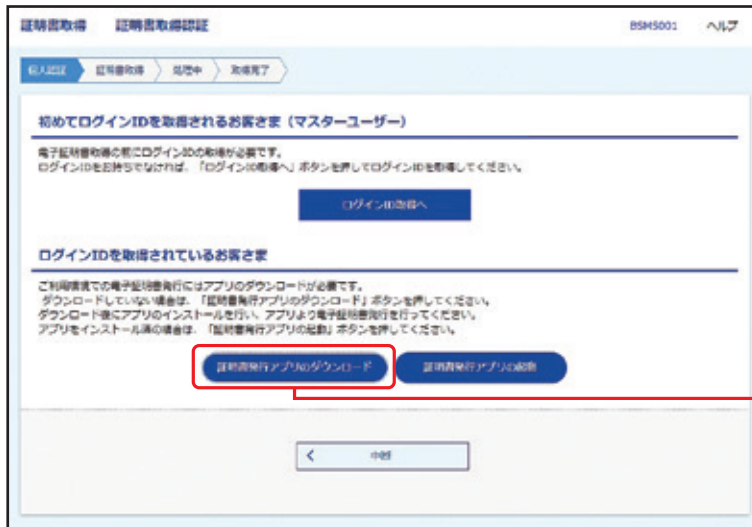 証明書取得 証明書取得認証 BSMS001 ヘルプ
個人認証 証明書取得 処理中 取得完了
初めてログインIDを取得されるお客さま（マスターユーザー）
電子証明書取得の前にログインIDの取得が必要です。
ログインIDをお持ちでなければ、「ログインID取得へ」ボタンを押してログインIDを取得してください。
ログインID取得へ
ログインIDを取得されているお客さま
ご利用環境での電子証明書発行にはアプリのダウンロードが必要です。
ダウンロードしていない場合は、「証明書発行アプリのダウンロード」ボタンを押してください。
ダウンロード後にアプリのインストールを行い、アプリより電子証明書発行を行ってください。
アプリをインストール済の場合は、「証明書発行アプリの起動」ボタンを押してください。
証明書発行アプリのダウンロード 証明書発行アプリの起動
中断